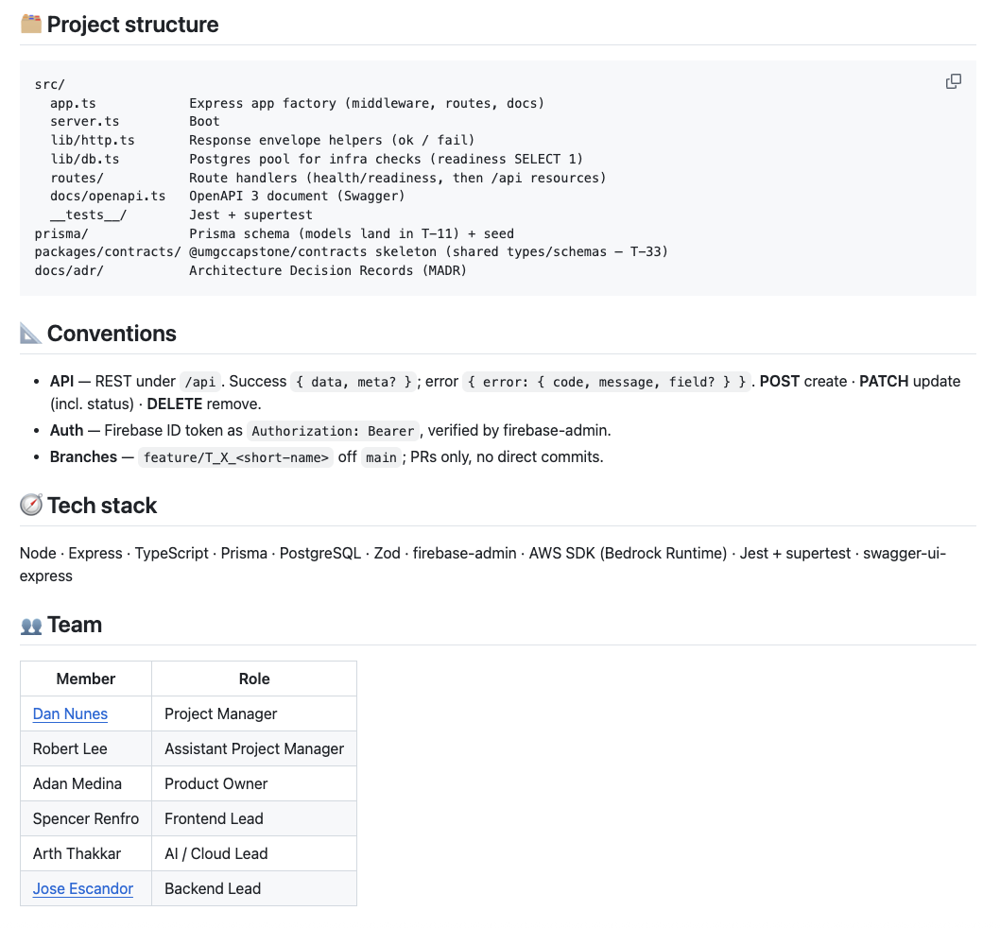 Project structure
src/
  app.ts            Express app factory (middleware, routes, docs)
  server.ts         Boot
  lib/http.ts       Response envelope helpers (ok / fail)
  lib/db.ts         Postgres pool for infra checks (readiness SELECT 1)
  routes/           Route handlers (health/readiness, then /api resources)
  docs/openapi.ts   OpenAPI 3 document (Swagger)
  __tests__/        Jest + supertest
prisma/             Prisma schema (models land in T-11) + seed
packages/contracts/ @umgccapstone/contracts skeleton (shared types/schemas — T-33)
docs/adr/           Architecture Decision Records (MADR)
Conventions
• API — REST under /api. Success { data, meta? }; error { error: { code, message, field? } }. POST create · PATCH update
(incl. status) · DELETE remove.
• Auth — Firebase ID token as Authorization: Bearer, verified by firebase-admin.
• Branches — feature/T_X_<short-name> off main; PRs only, no direct commits.
Tech stack
Node · Express · TypeScript · Prisma · PostgreSQL · Zod · firebase-admin · AWS SDK (Bedrock Runtime) · Jest + supertest · swagger-ui-
express
Team
Member Role
Dan Nunes Project Manager
Robert Lee Assistant Project Manager
Adan Medina Product Owner
Spencer Renfro Frontend Lead
Arth Thakkar AI / Cloud Lead
Jose Escandor Backend Lead